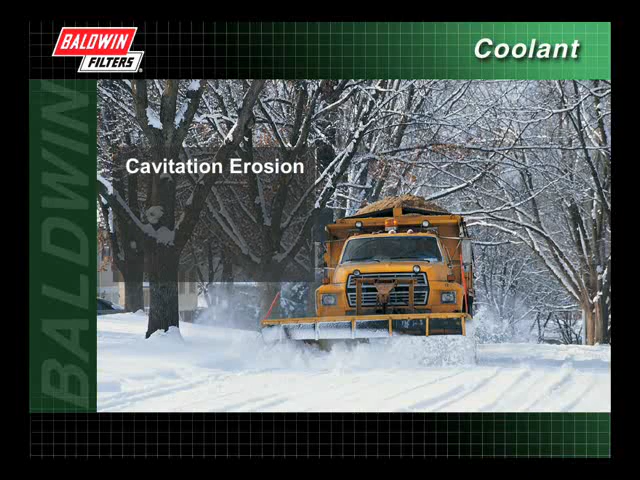 BALDWIN
FILTERS
Coolant
BALDWIN
Cavitation Erosion